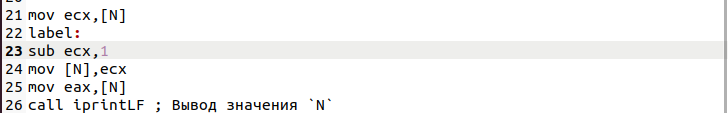 21 mov ecx,[N]
22 label:
23 sub ecx,1
24 mov [N],ecx
25 mov eax,[N]
26 call iprintLF ; Вывод значения `N`